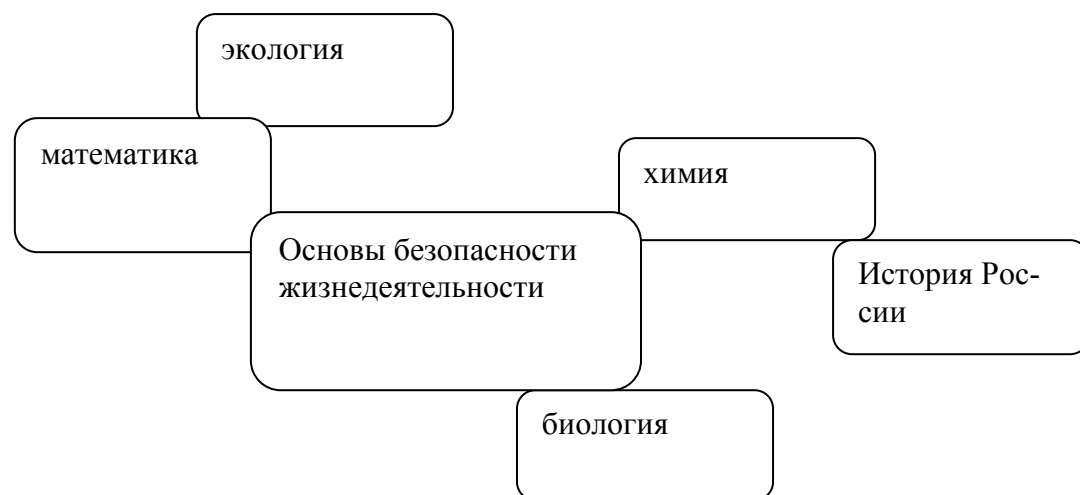 экология
математика
химия
Основы безопасности
жизнедеятельности
История Рос-
сии
биология